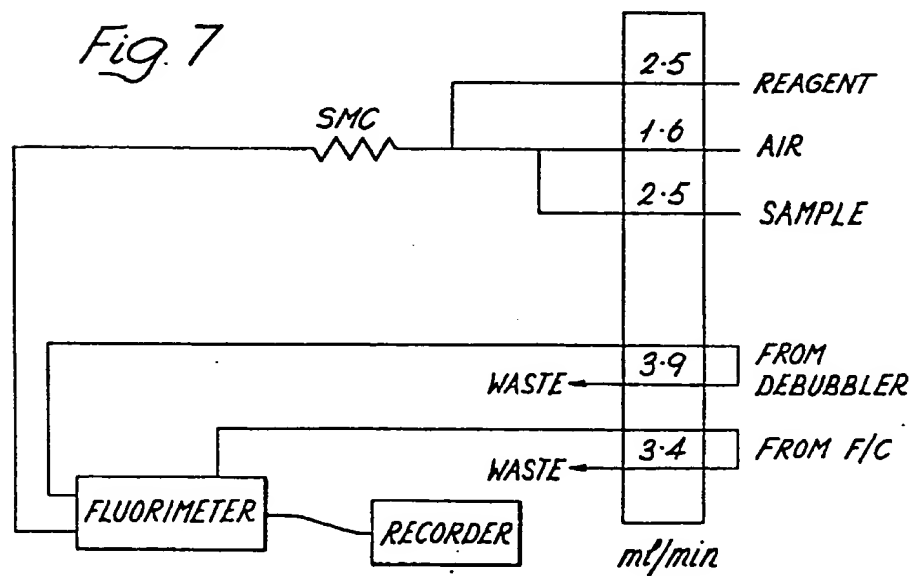 Fig. 7
2.5
REAGENT
SMC
1.6
AIR
2.5
SAMPLE
3.9
FROM
DEBUBBLER
WASTE
3.4
FROM F/C
WASTE
FLUORIMETER
RECORDER
ml/min